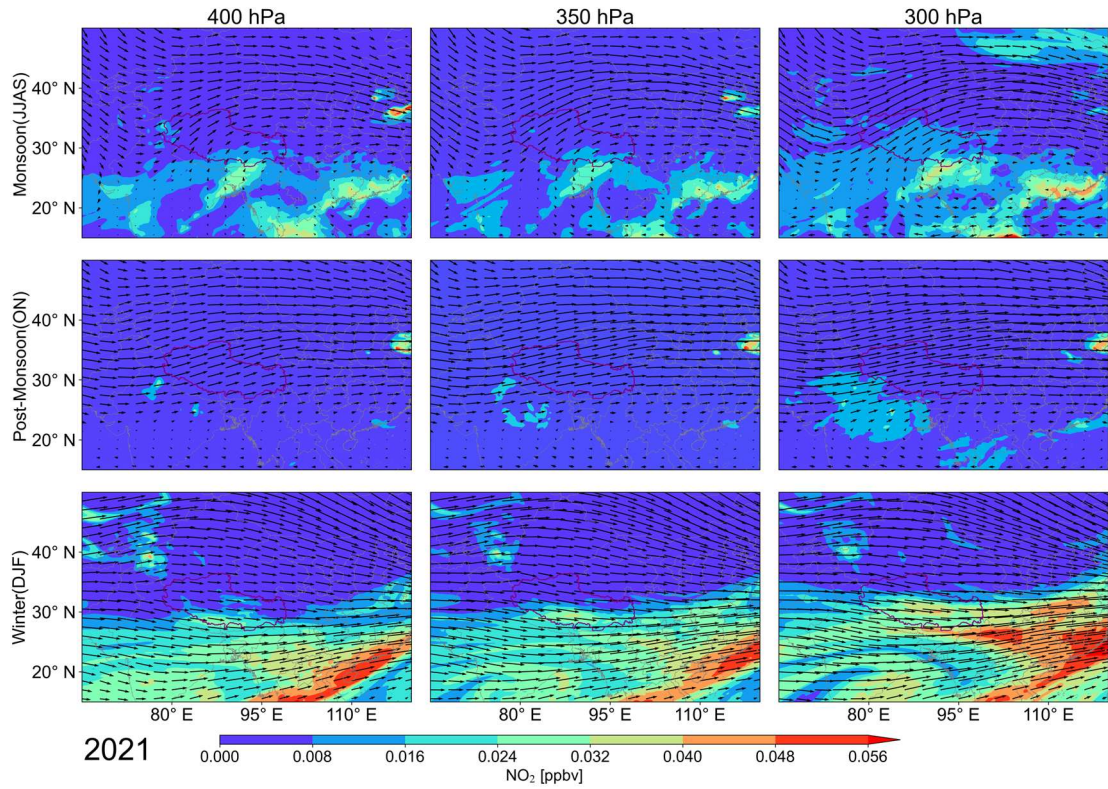 400 hPa 350 hPa 300 hPa
Monsoon(JJAS)
40° N
30° N
20° N
Post-Monsoon(ON)
40° N
30° N
20° N
Winter(DJF)
40° N
30° N
20° N
80° E 95° E 110° E 80° E 95° E 110° E 80° E 95° E 110° E
2021
0.000 0.008 0.016 0.024 0.032 0.040 0.048 0.056
NO₂ [ppbv]